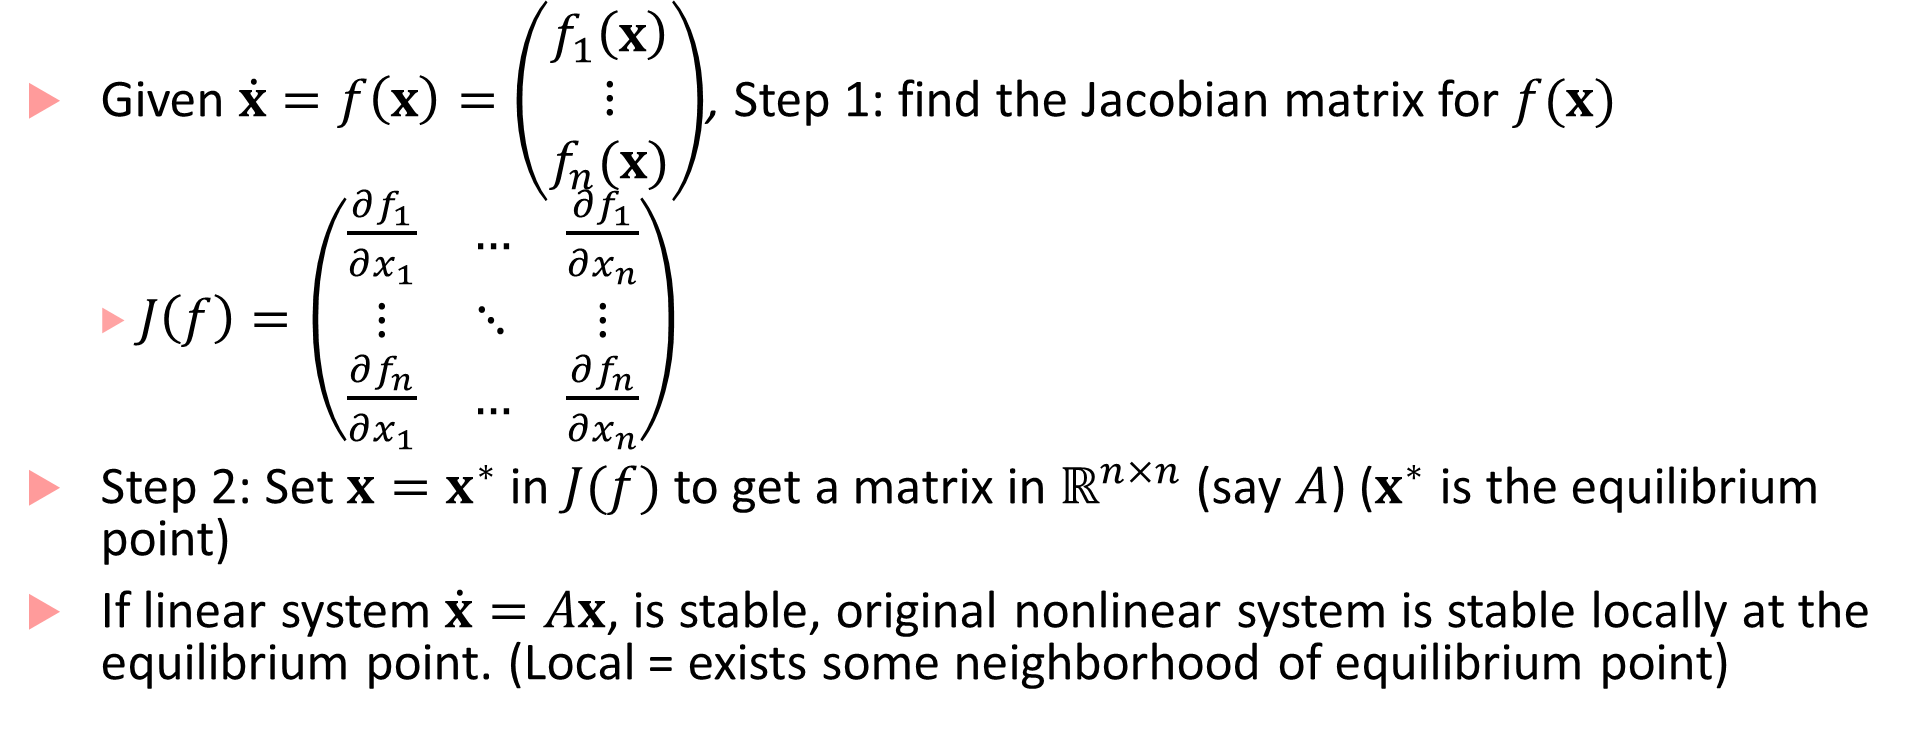 Given ẋ = f(x) = (f₁(x) ⋮ fₙ(x)), Step 1: find the Jacobian matrix for f(x)
J(f) = (∂f₁/∂x₁ … ∂f₁/∂xₙ ⋮ ⋱ ⋮ ∂fₙ/∂x₁ … ∂fₙ/∂xₙ)
Step 2: Set x = x* in J(f) to get a matrix in ℝⁿˣⁿ (say A) (x* is the equilibrium
point)
If linear system ẋ = Ax, is stable, original nonlinear system is stable locally at the
equilibrium point. (Local = exists some neighborhood of equilibrium point)